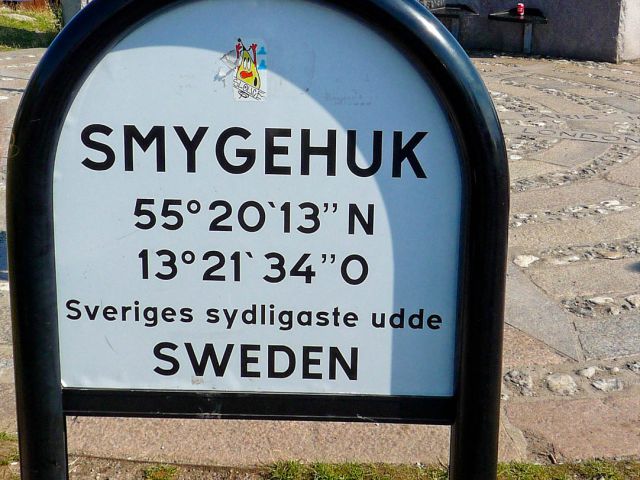 SMYGEHUK
55°20`13”N
13°21`34”O
Sveriges sydligaste udde
SWEDEN